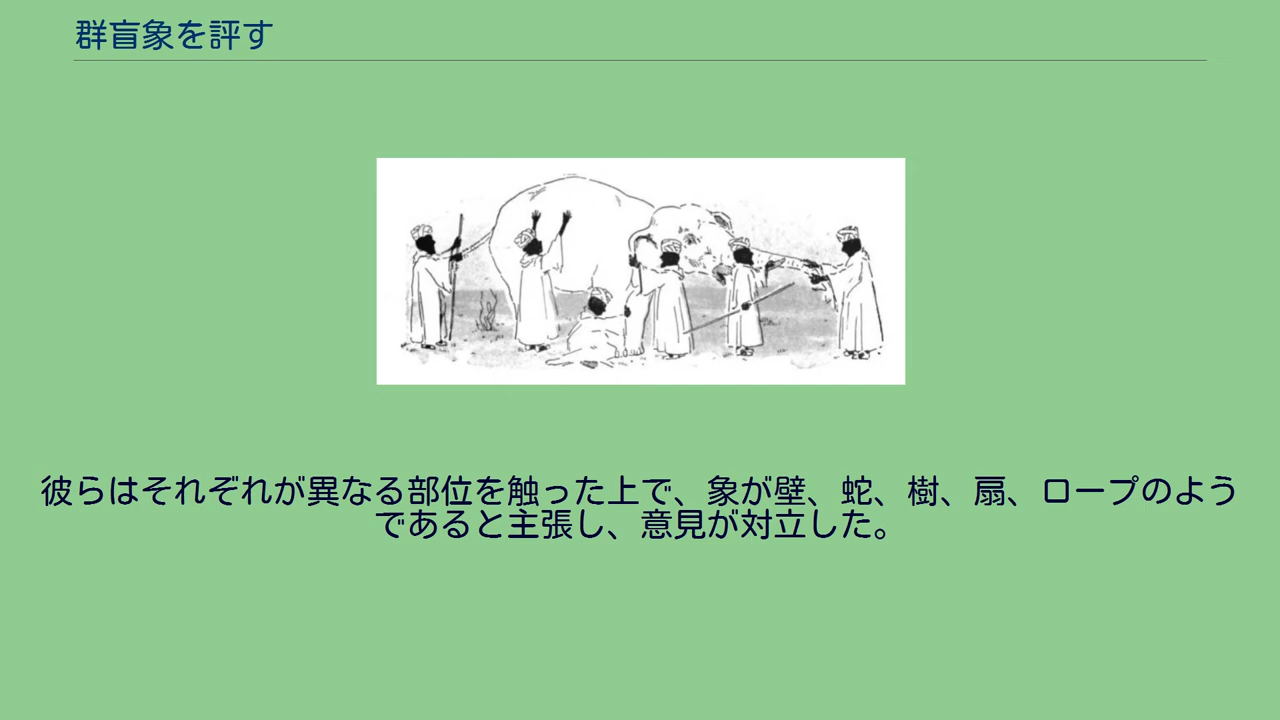 群盲象を評す
彼らはそれぞれが異なる部位を触った上で、象が壁、蛇、樹、扇、ロープのよう
であると主張し、意見が対立した。